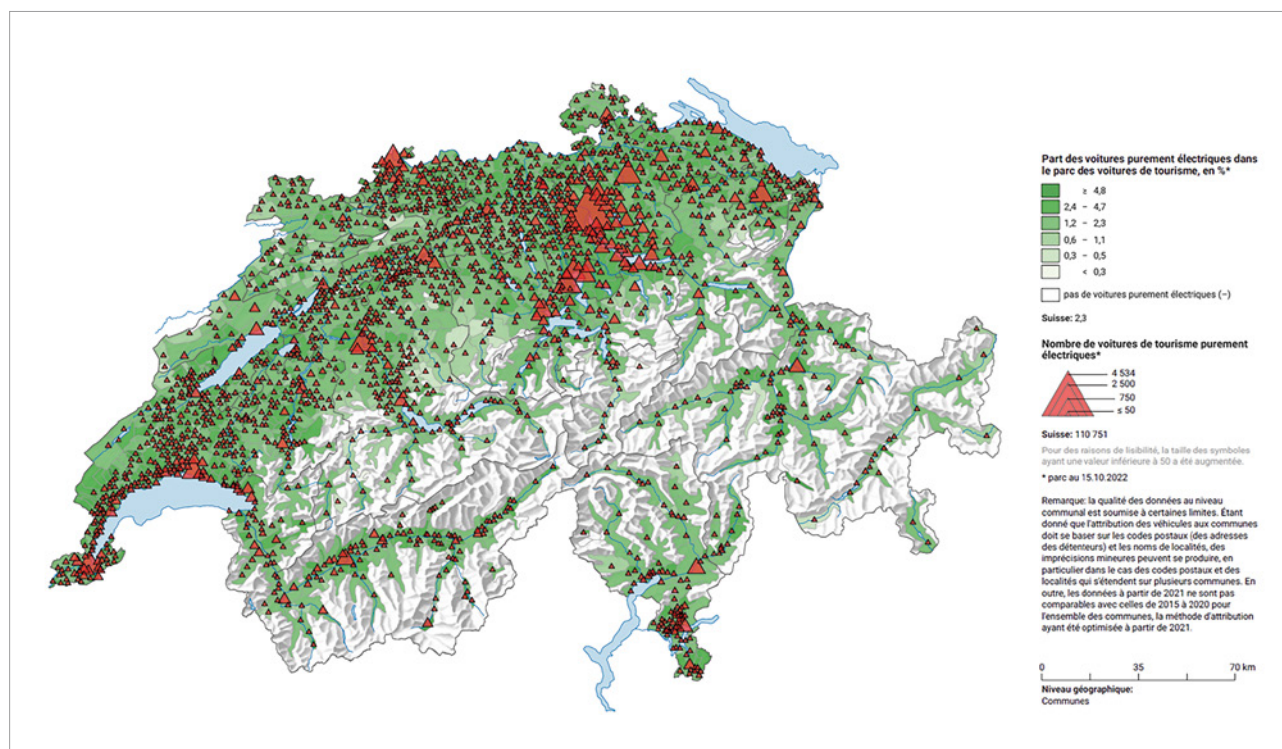 Part des voitures purement électriques dans
le parc des voitures de tourisme, en %*
≥ 4,8
2,4 – 4,7
1,2 – 2,3
0,6 – 1,1
0,3 – 0,5
< 0,3
pas de voitures purement électriques (–)
Suisse: 2,3
Nombre de voitures de tourisme purement
électriques*
4 534
2 500
750
≤ 50
Suisse: 110 751
Pour des raisons de lisibilité, la taille des symboles
ayant une valeur inférieure à 50 a été augmentée.
* parc au 15.10.2022
Remarque: la qualité des données au niveau
communal est soumise à certaines limites. Étant
donné que l'attribution des véhicules aux communes
doit se baser sur les codes postaux (des adresses
des détenteurs) et les noms de localités, des
imprécisions mineures peuvent se produire, en
particulier dans le cas des codes postaux et des
localités qui s'étendent sur plusieurs communes. En
outre, les données à partir de 2021 ne sont pas
comparables avec celles de 2015 à 2020 pour
l'ensemble des communes, la méthode d'attribution
ayant été optimisée à partir de 2021.
0 35 70 km
Niveau géographique:
Communes